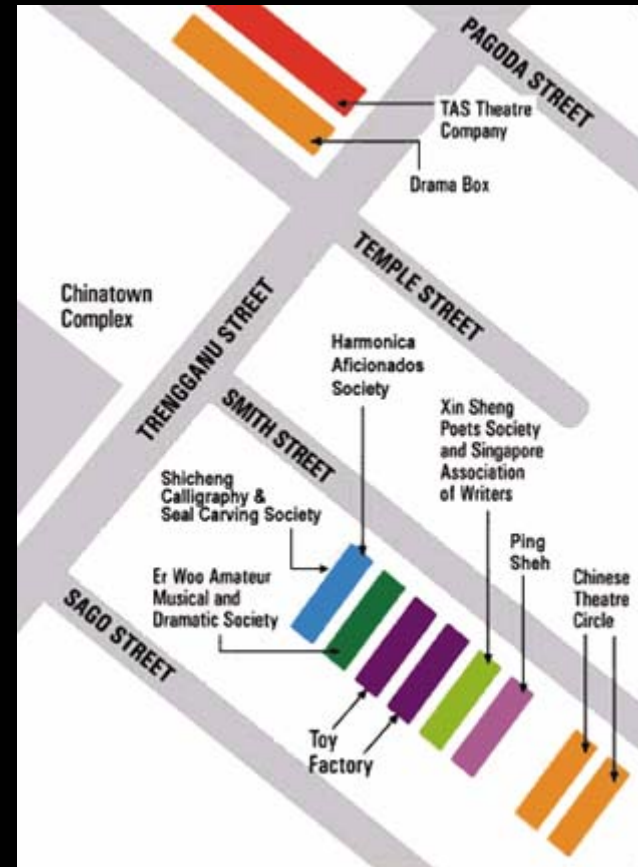 PAGODA STREET
TAS Theatre
Company
Drama Box
TEMPLE STREET
Chinatown
Complex
TRENGGANU STREET
Harmonica
Aficionados
Society
SMITH STREET
Xin Sheng
Poets Society
and Singapore
Association
of Writers
Shicheng
Calligraphy &
Seal Carving Society
Ping
Sheh
Er Woo Amateur
Musical and
Dramatic Society
Chinese
Theatre
Circle
SAGO STREET
Toy
Factory